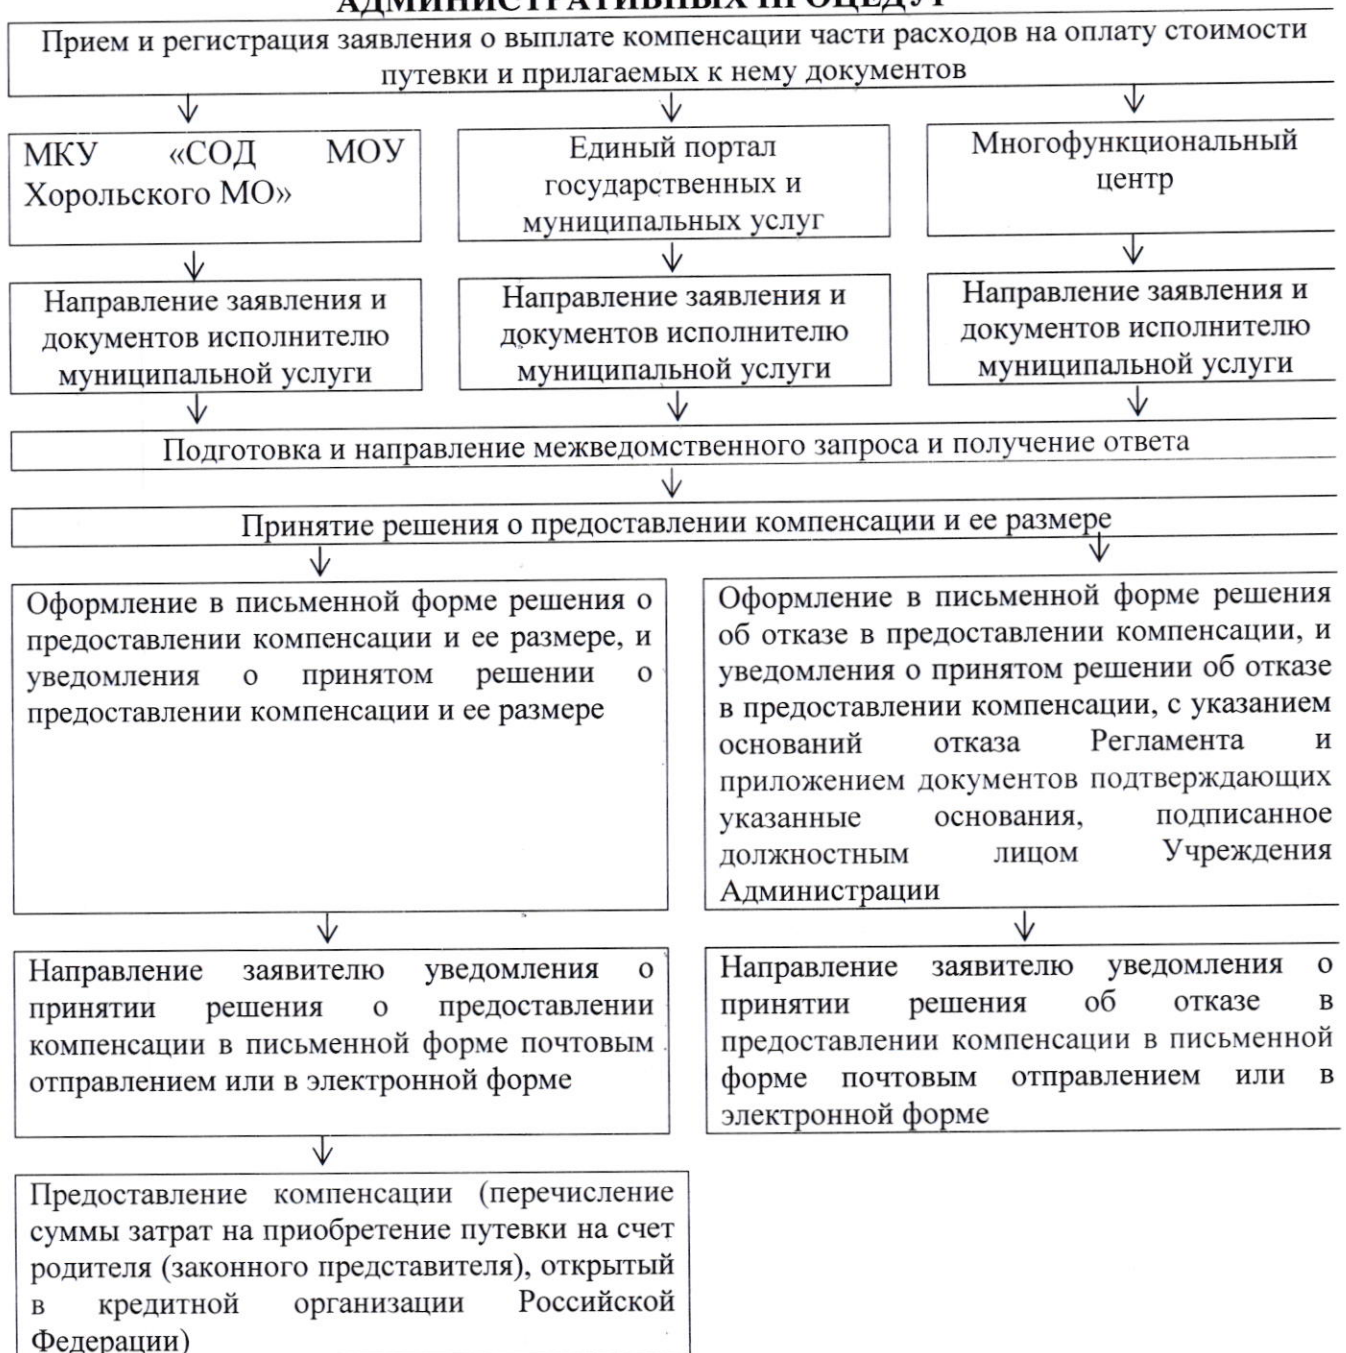 АДМИНИСТРАТИВНЫХ ПРОЦЕДУР
Прием и регистрация заявления о выплате компенсации части расходов на оплату стоимости
путевки и прилагаемых к нему документов
МКУ «СОД МОУ
Хорольского МО»
Единый портал
государственных и
муниципальных услуг
Многофункциональный
центр
Направление заявления и
документов исполнителю
муниципальной услуги
Направление заявления и
документов исполнителю
муниципальной услуги
Направление заявления и
документов исполнителю
муниципальной услуги
Подготовка и направление межведомственного запроса и получение ответа
Принятие решения о предоставлении компенсации и ее размере
Оформление в письменной форме решения о
предоставлении компенсации и ее размере, и
уведомления о принятом решении о
предоставлении компенсации и ее размере
Оформление в письменной форме решения
об отказе в предоставлении компенсации, и
уведомления о принятом решении об отказе
в предоставлении компенсации, с указанием
оснований отказа Регламента и
приложением документов подтверждающих
указанные основания, подписанное
должностным лицом Учреждения
Администрации
Направление заявителю уведомления о
принятии решения о предоставлении
компенсации в письменной форме почтовым
отправлением или в электронной форме
Направление заявителю уведомления о
принятии решения об отказе в
предоставлении компенсации в письменной
форме почтовым отправлением или в
электронной форме
Предоставление компенсации (перечисление
суммы затрат на приобретение путевки на счет
родителя (законного представителя), открытый
в кредитной организации Российской
Федерации)